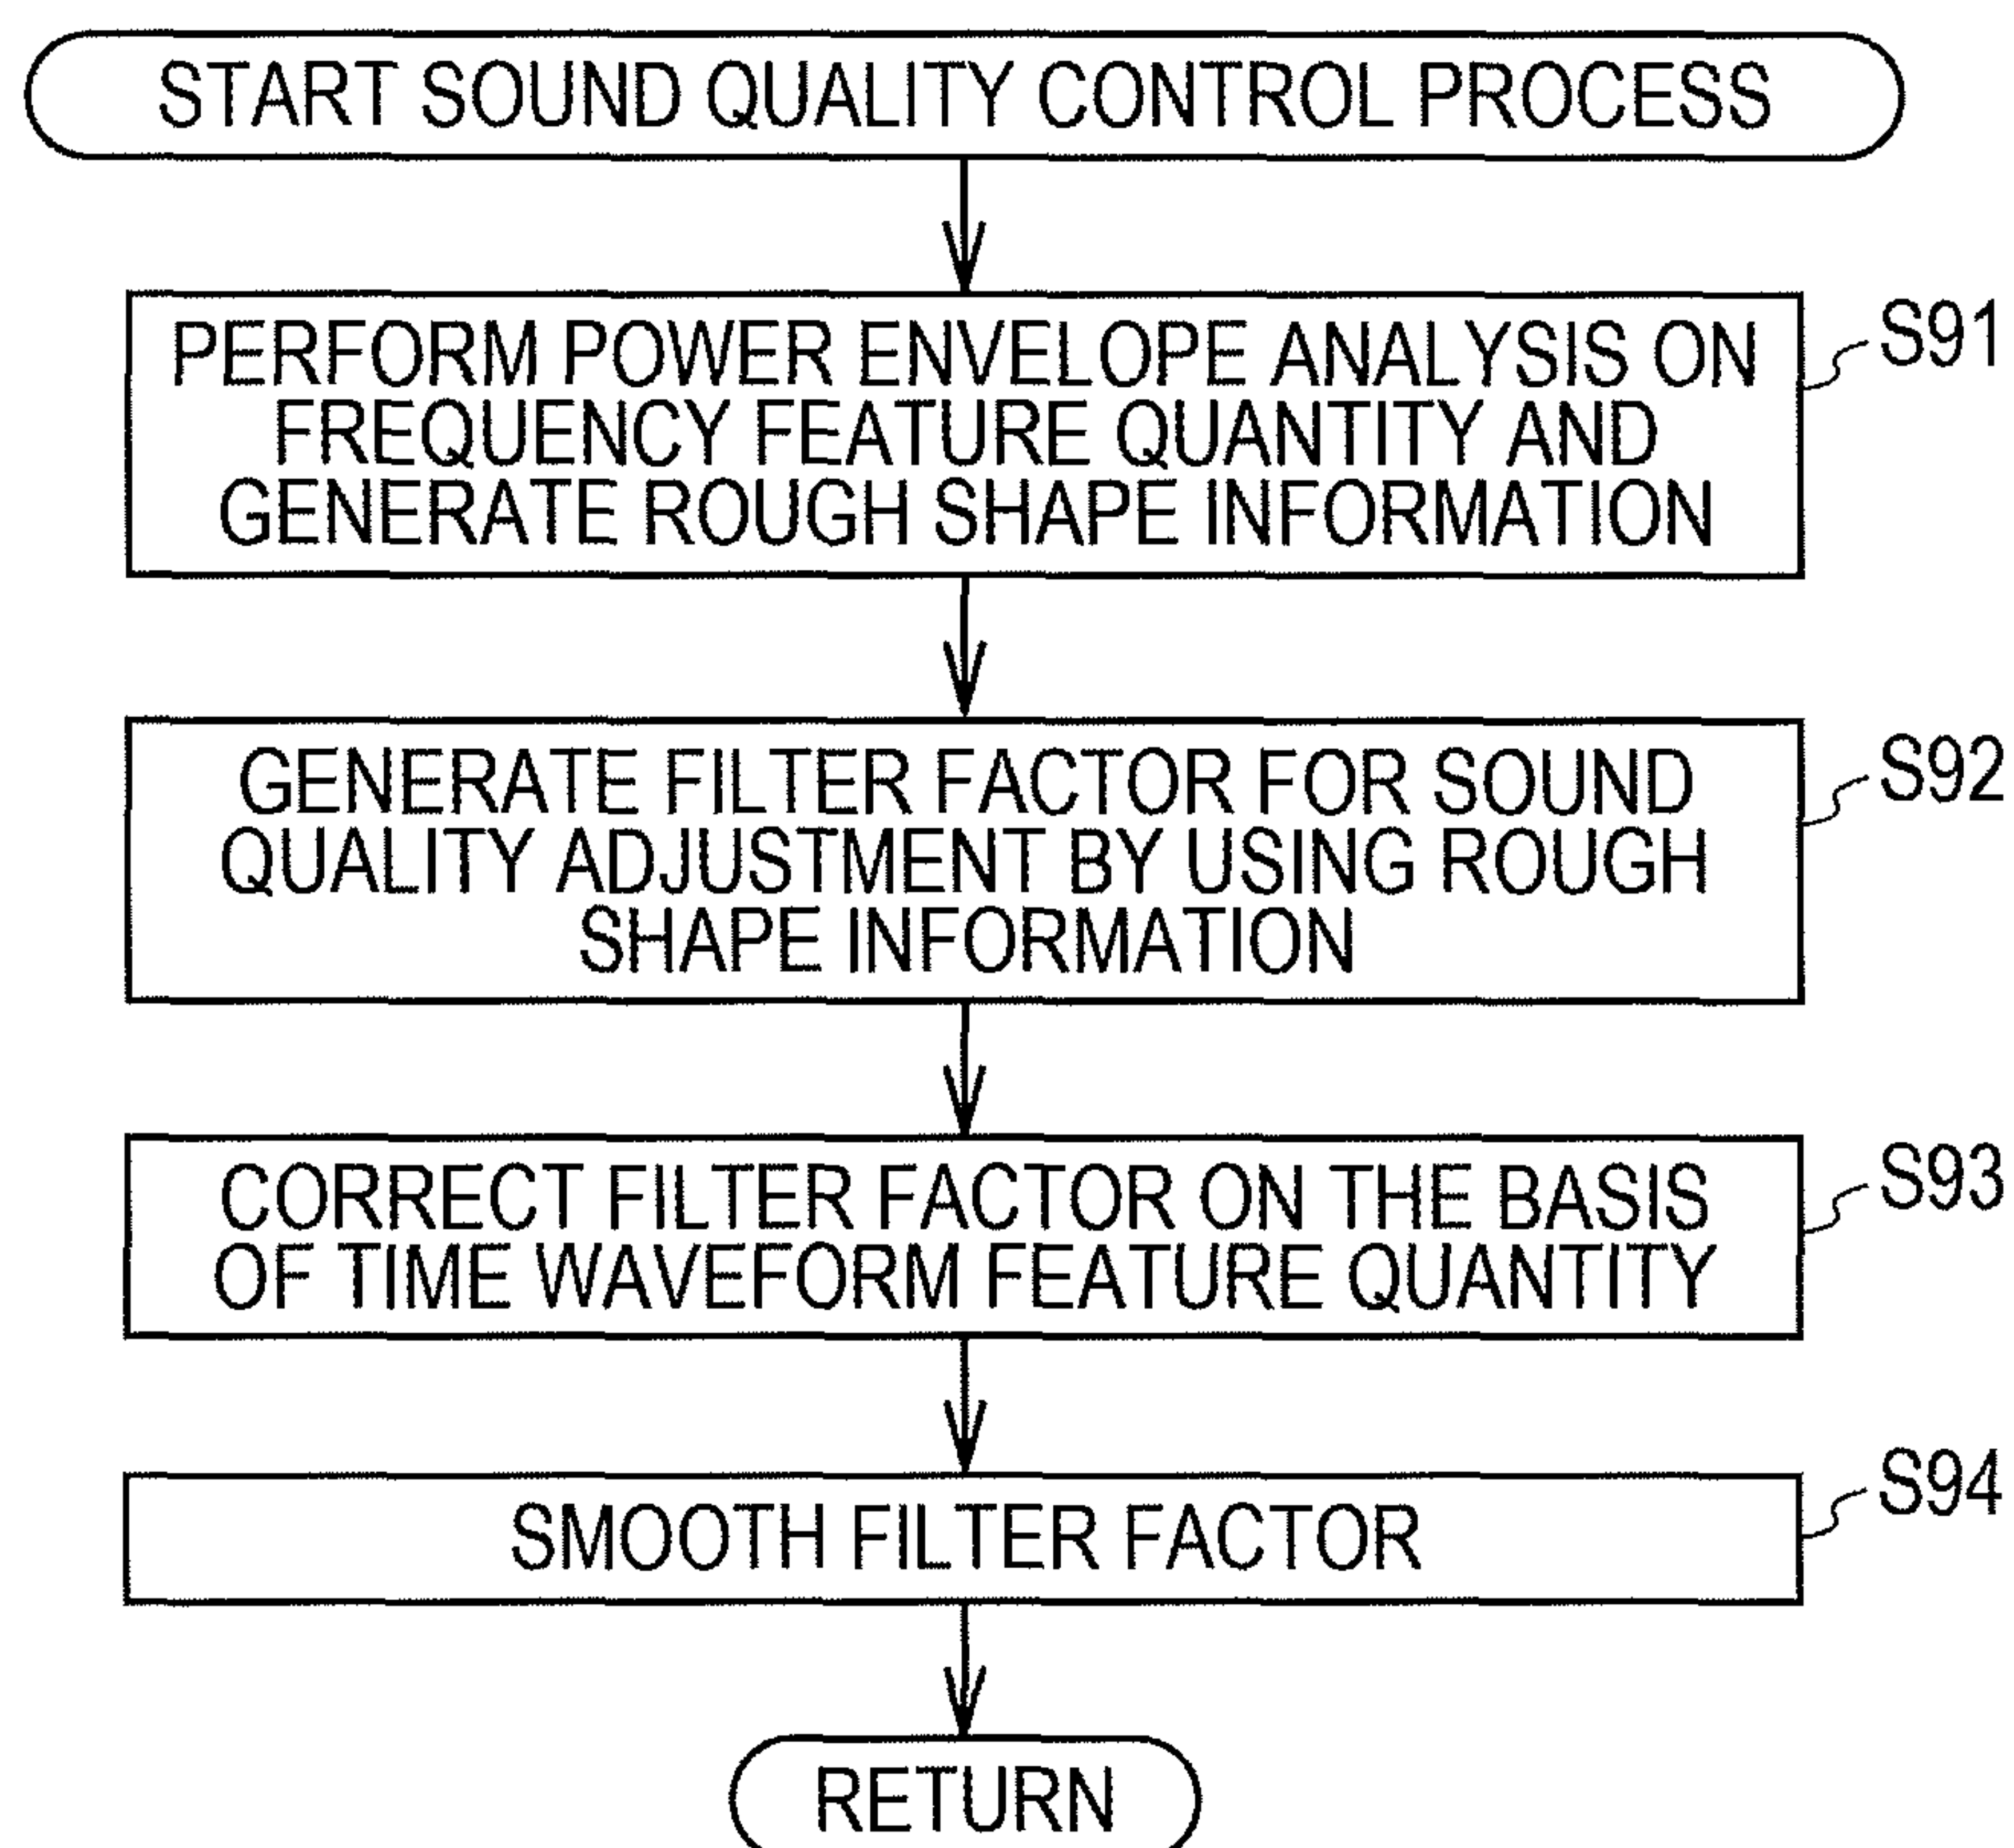 START SOUND QUALITY CONTROL PROCESS
PERFORM POWER ENVELOPE ANALYSIS ON
FREQUENCY FEATURE QUANTITY AND
GENERATE ROUGH SHAPE INFORMATION
S91
GENERATE FILTER FACTOR FOR SOUND
QUALITY ADJUSTMENT BY USING ROUGH
SHAPE INFORMATION
S92
CORRECT FILTER FACTOR ON THE BASIS
OF TIME WAVEFORM FEATURE QUANTITY
S93
SMOOTH FILTER FACTOR
S94
RETURN